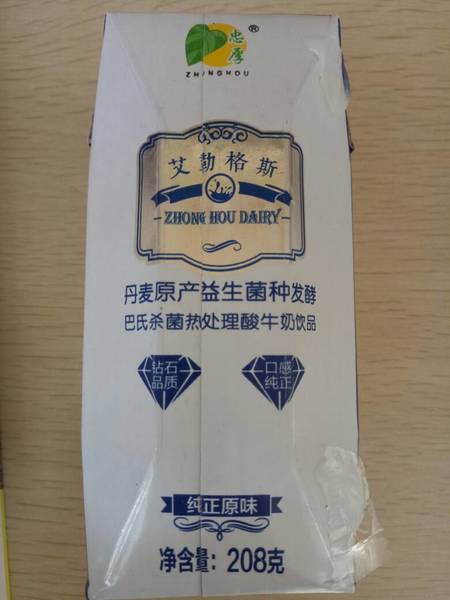 忠厚®
ZHONGHOU
艾勒格斯
ZHONG HOU DAIRY
丹麦原产益生菌种发酵
巴氏杀菌热处理酸牛奶饮品
钻石
品质
口感
纯正
纯正原味
净含量：208克